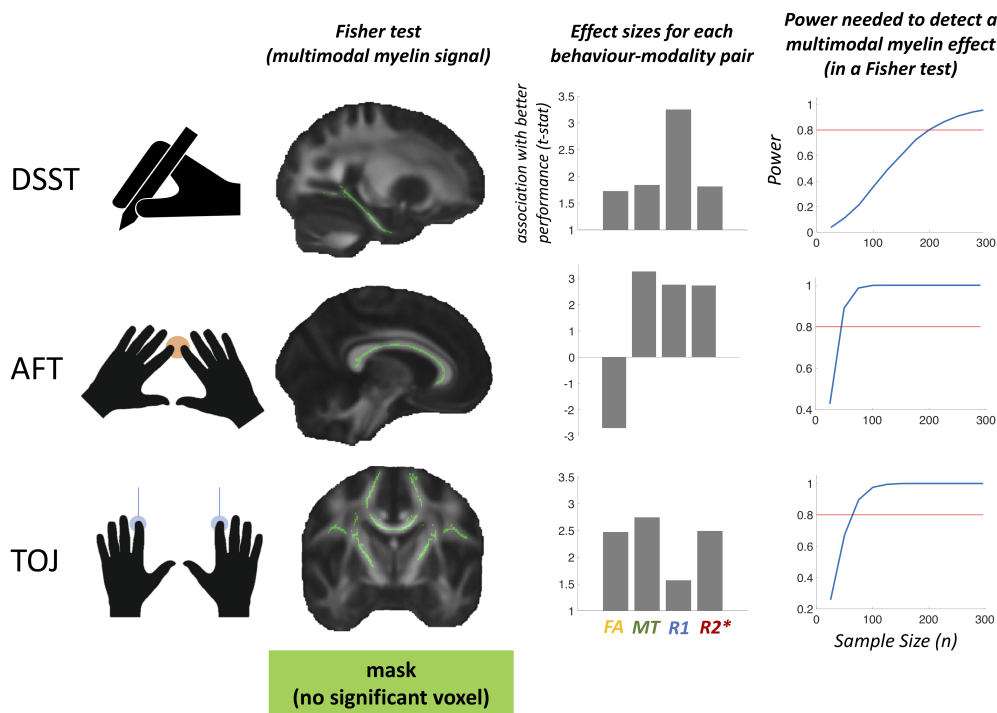 Fisher test
(multimodal myelin signal)
Effect sizes for each
behaviour-modality pair
Power needed to detect a
multimodal myelin effect
(in a Fisher test)
DSST
association with better
performance (t-stat)
3.5
3
2.5
2
1.5
1
Power
1
0.8
0.6
0.4
0.2
0
0
100
200
300
AFT
3
2
1
0
-1
-2
-3
1
0.8
0.6
0.4
0
100
200
300
TOJ
3
2.5
2
1.5
1
FA MT R1 R2*
1
0.8
0.6
0.4
0.2
0
100
200
300
Sample Size (n)
mask
(no significant voxel)